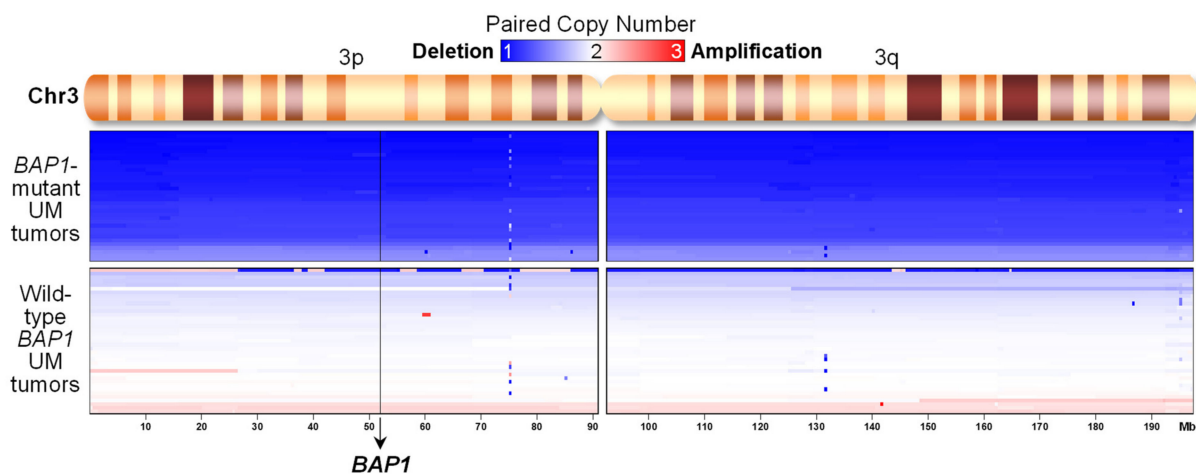 Paired Copy Number
Deletion 1 2 3 Amplification
3p 3q
Chr3
BAP1-
mutant
UM
tumors
Wild-
type
BAP1
UM
tumors
10 20 30 40 50 60 70 80 90 100 110 120 130 140 150 160 170 180 190 Mb
BAP1